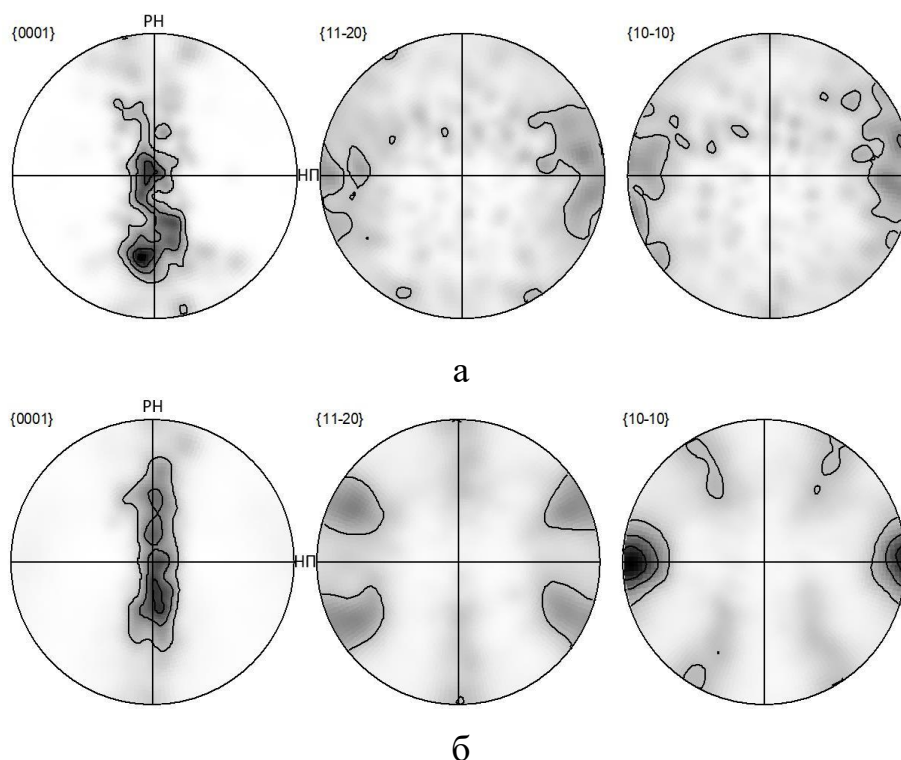 {0001} РН {11-20} {10-10}
НП
а
{0001} РН {11-20} {10-10}
НП
б